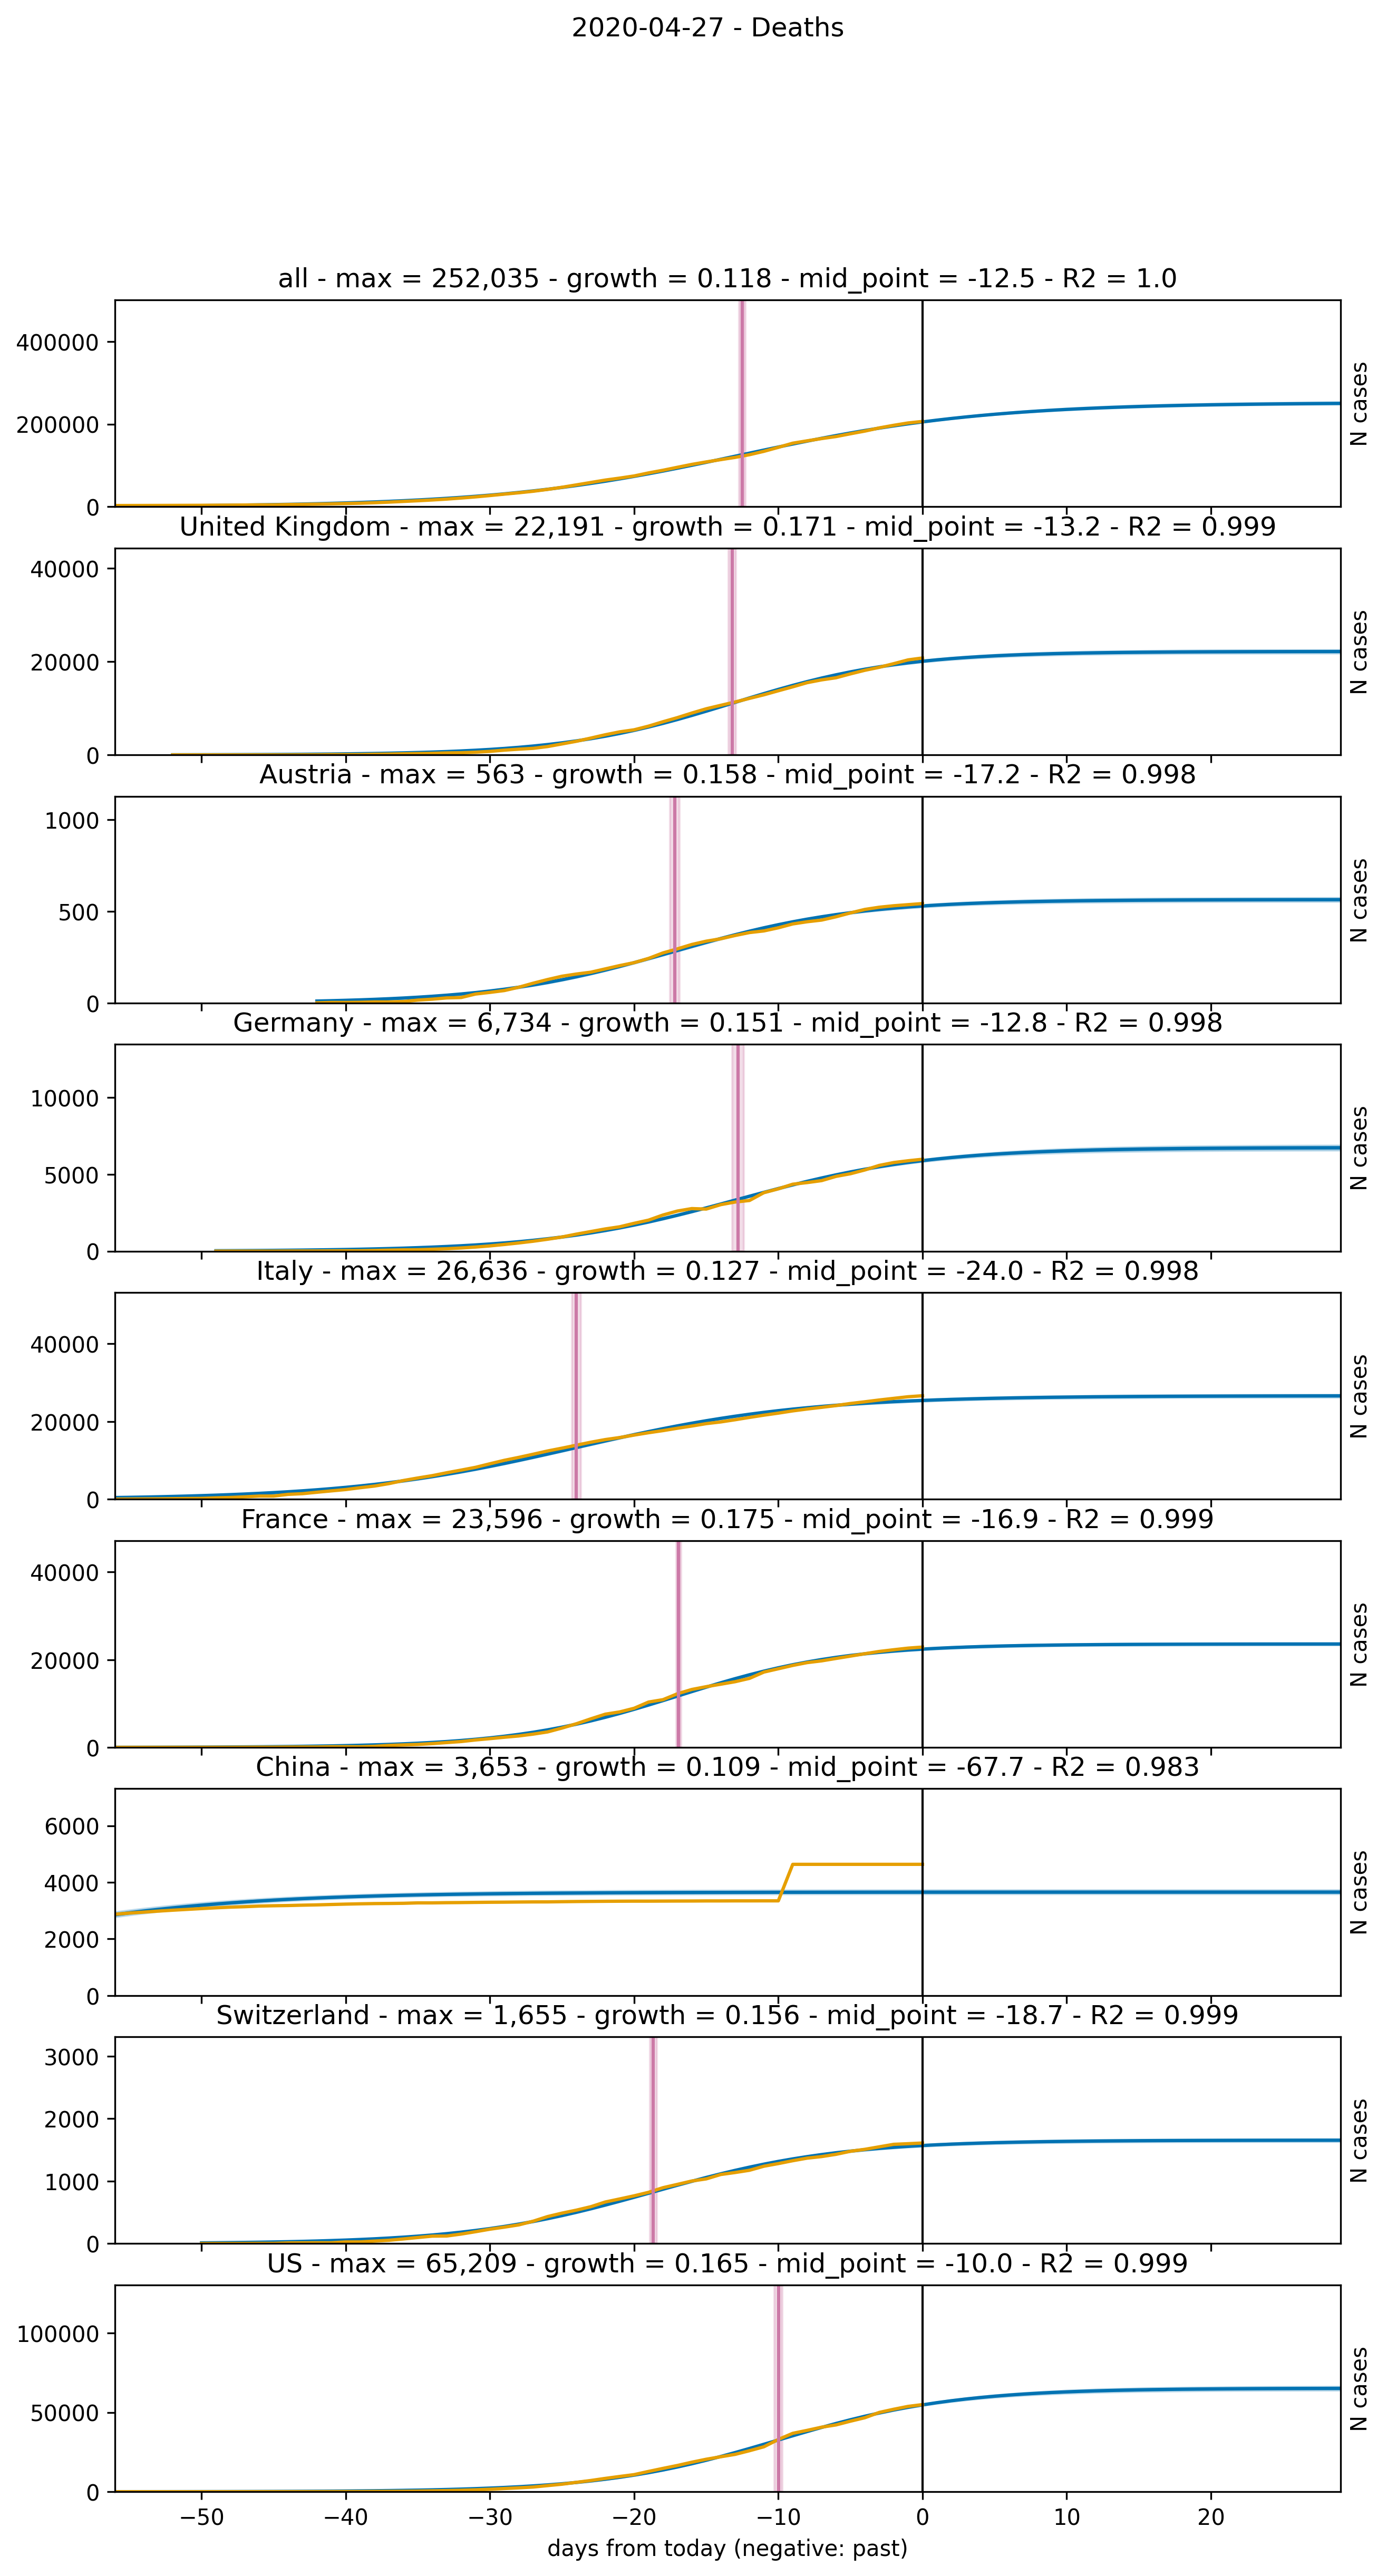 2020-04-27 - Deaths
all - max = 252,035 - growth = 0.118 - mid_point = -12.5 - R2 = 1.0
400000
200000
0
N cases
United Kingdom - max = 22,191 - growth = 0.171 - mid_point = -13.2 - R2 = 0.999
40000
20000
0
N cases
Austria - max = 563 - growth = 0.158 - mid_point = -17.2 - R2 = 0.998
1000
500
0
N cases
Germany - max = 6,734 - growth = 0.151 - mid_point = -12.8 - R2 = 0.998
10000
5000
0
N cases
Italy - max = 26,636 - growth = 0.127 - mid_point = -24.0 - R2 = 0.998
40000
20000
0
N cases
France - max = 23,596 - growth = 0.175 - mid_point = -16.9 - R2 = 0.999
40000
20000
0
N cases
China - max = 3,653 - growth = 0.109 - mid_point = -67.7 - R2 = 0.983
6000
4000
2000
0
N cases
Switzerland - max = 1,655 - growth = 0.156 - mid_point = -18.7 - R2 = 0.999
3000
2000
1000
0
N cases
US - max = 65,209 - growth = 0.165 - mid_point = -10.0 - R2 = 0.999
100000
50000
0
N cases
−50 −40 −30 −20 −10 0 10 20
days from today (negative: past)